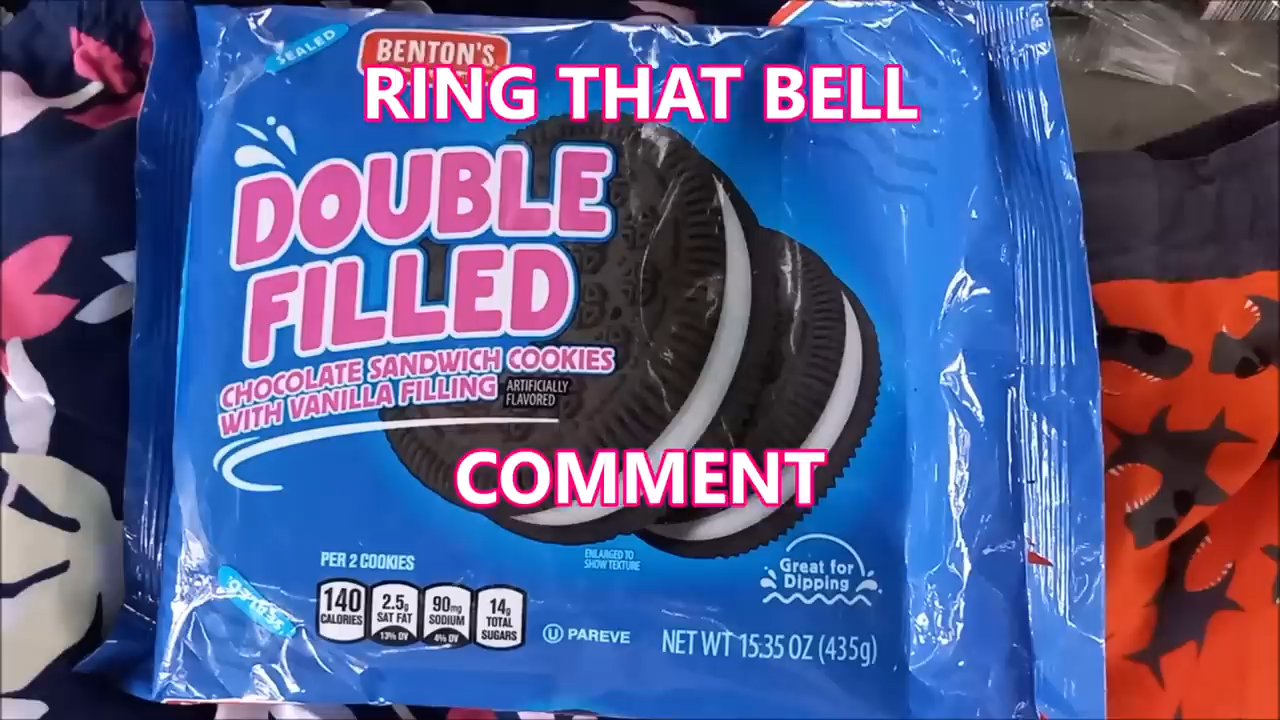 SEALED
BENTON'S
RING THAT BELL
DOUBLE
FILLED
CHOCOLATE SANDWICH COOKIES
WITH VANILLA FILLING
ARTIFICIALLY
FLAVORED
COMMENT
PER 2 COOKIES
ENLARGED TO
SHOW TEXTURE
Great for
Dipping
140
CALORIES
2.5g
SAT FAT
13% DV
90mg
SODIUM
4% DV
14g
TOTAL
SUGARS
U PAREVE
NET WT 15.35 OZ (435g)